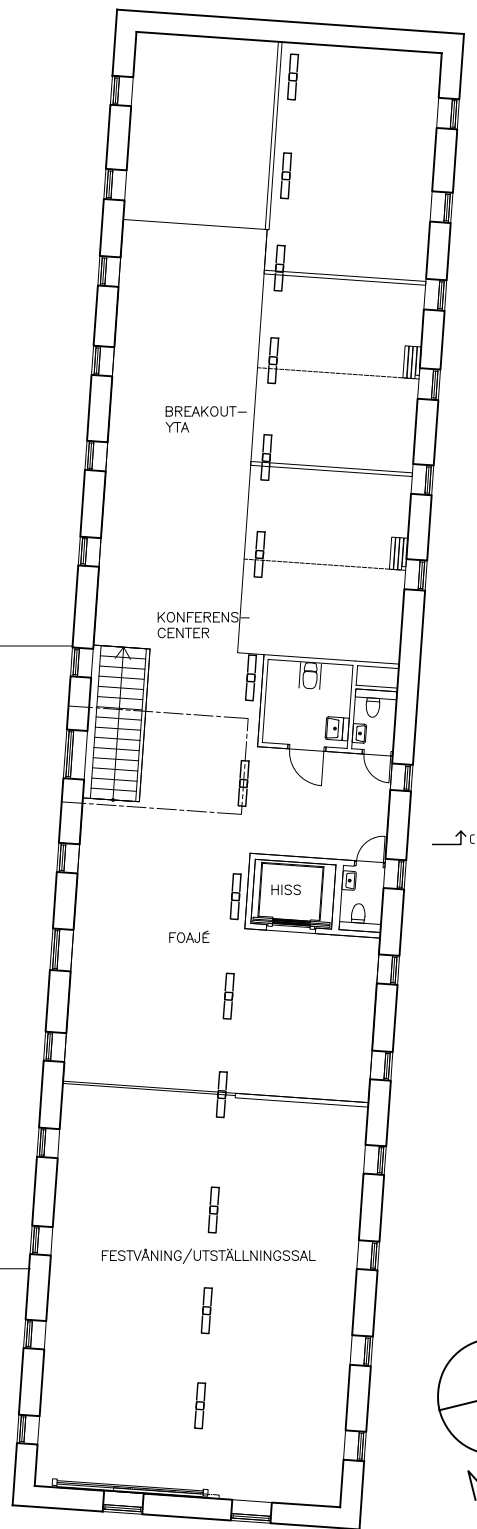 BREAKOUT-
YTA
KONFERENS-
CENTER
C
HISS
FOAJÉ
FESTVÅNING/UTSTÄLLNINGSSAL